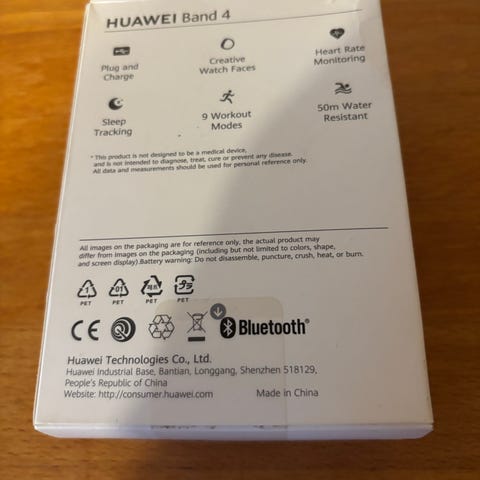 HUAWEI Band 4
Plug and
Charge
Creative
Watch Faces
Heart Rate
Monitoring
Sleep
Tracking
9 Workout
Modes
50m Water
Resistant
* This product is not designed to be a medical device,
and is not intended to diagnose, treat, cure or prevent any disease.
All data and measurements should be used for personal reference only.
All images on the packaging are for reference only, the actual product may
differ from images on the packaging (including but not limited to colors, shape,
and screen display) Battery warning: Do not disassemble, puncture, crush, heat, or burn.
1
PET
01
PET
PET
プラ
PET
CE
Bluetooth®
Huawei Technologies Co., Ltd.
Huawei Industrial Base, Bantian, Longgang, Shenzhen 518129,
People's Republic of China
Website: http://consumer.huawei.com Made in China